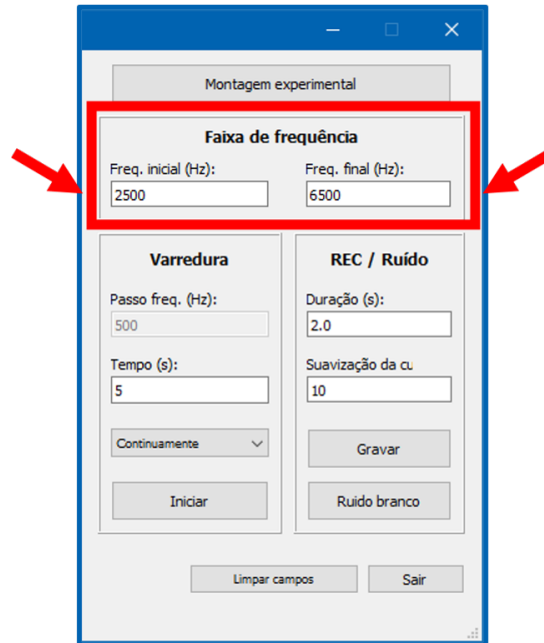 Montagem experimental
Faixa de frequência
Freq. inicial (Hz):
Freq. final (Hz):
2500
6500
Varredura
Passo freq. (Hz):
500
Tempo (s):
5
Continuamente
Iniciar
REC / Ruído
Duração (s):
2.0
Suavização da cu
10
Gravar
Ruido branco
Limpar campos
Sair